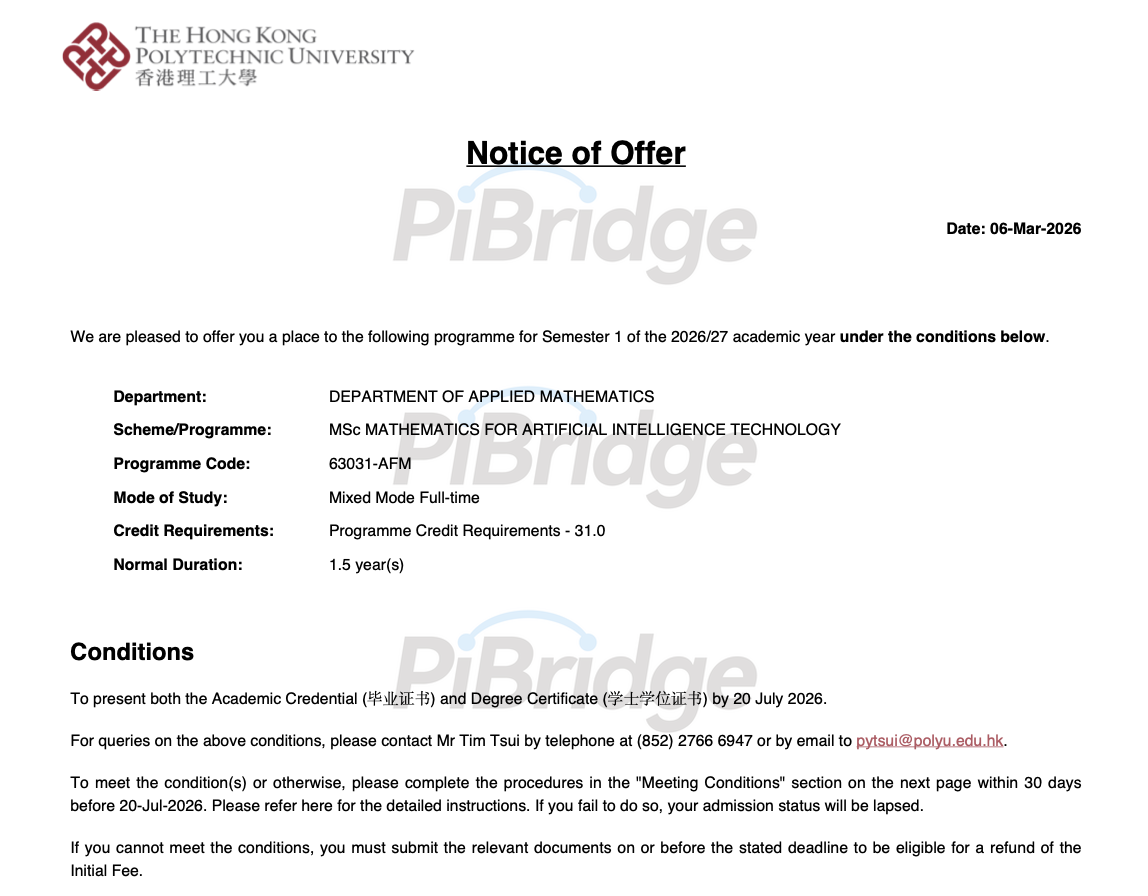 THE HONG KONG
POLYTECHNIC UNIVERSITY
香港理工大學
Notice of Offer
PiBridge
Date: 06-Mar-2026
We are pleased to offer you a place to the following programme for Semester 1 of the 2026/27 academic year under the conditions below.
Department: DEPARTMENT OF APPLIED MATHEMATICS
PiBridge
Scheme/Programme: MSc MATHEMATICS FOR ARTIFICIAL INTELLIGENCE TECHNOLOGY
Programme Code: 63031-AFM
Mode of Study: Mixed Mode Full-time
Credit Requirements: Programme Credit Requirements - 31.0
Normal Duration: 1.5 year(s)
Conditions
PiBridge
To present both the Academic Credential (毕业证书) and Degree Certificate (学士学位证书) by 20 July 2026.
For queries on the above conditions, please contact Mr Tim Tsui by telephone at (852) 2766 6947 or by email to pytsui@polyu.edu.hk.
To meet the condition(s) or otherwise, please complete the procedures in the "Meeting Conditions" section on the next page within 30 days
before 20-Jul-2026. Please refer here for the detailed instructions. If you fail to do so, your admission status will be lapsed.
If you cannot meet the conditions, you must submit the relevant documents on or before the stated deadline to be eligible for a refund of the
Initial Fee.